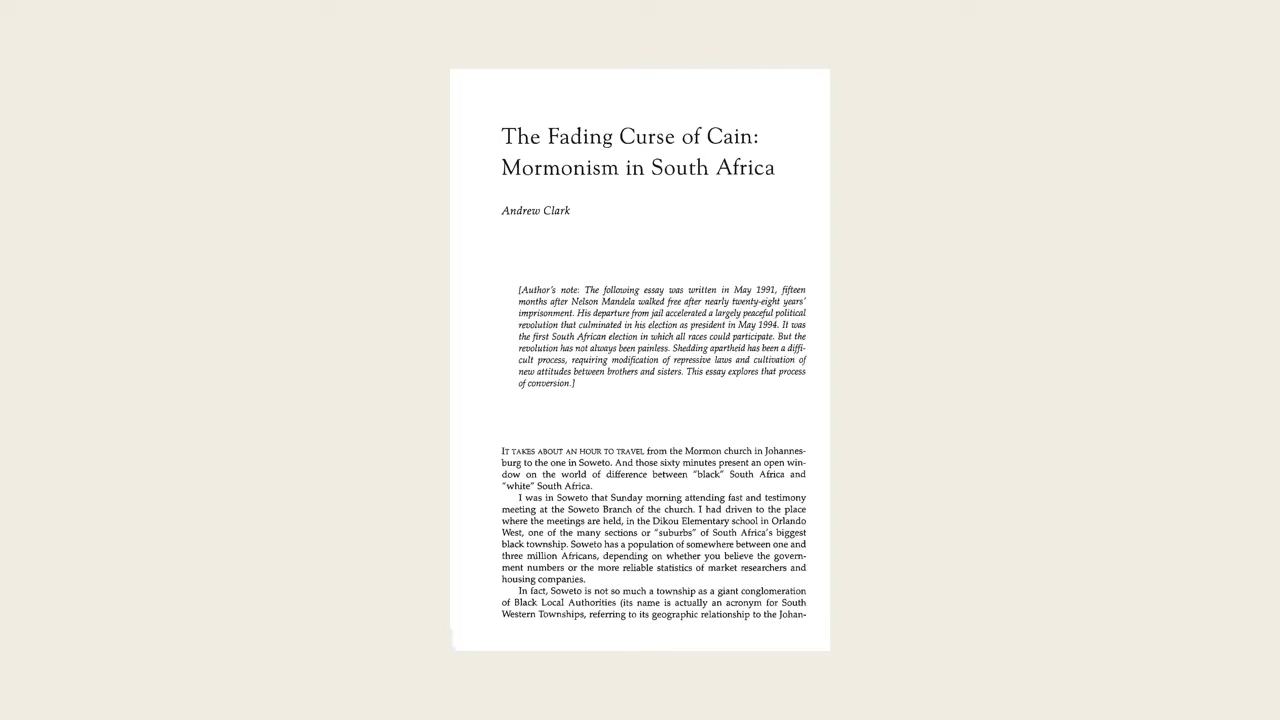 The Fading Curse of Cain:
Mormonism in South Africa
Andrew Clark
[Author's note: The following essay was written in May 1991, fifteen
months after Nelson Mandela walked free after nearly twenty-eight years'
imprisonment. His departure from jail accelerated a largely peaceful political
revolution that culminated in his election as president in May 1994. It was
the first South African election in which all races could participate. But the
revolution has not always been painless. Shedding apartheid has been a diffi-
cult process, requiring modification of repressive laws and cultivation of
new attitudes between brothers and sisters. This essay explores that process
of conversion.]
IT TAKES ABOUT AN HOUR TO TRAVEL from the Mormon church in Johannes-
burg to the one in Soweto. And those sixty minutes present an open win-
dow on the world of difference between "black" South Africa and
"white" South Africa.
I was in Soweto that Sunday morning attending fast and testimony
meeting at the Soweto Branch of the church. I had driven to the place
where the meetings are held, in the Dikou Elementary school in Orlando
West, one of the many sections or "suburbs" of South Africa's biggest
black township. Soweto has a population of somewhere between one and
three million Africans, depending on whether you believe the govern-
ment numbers or the more reliable statistics of market researchers and
housing companies.
In fact, Soweto is not so much a township as a giant conglomeration
of Black Local Authorities (its name is actually an acronym for South
Western Townships, referring to its geographic relationship to the Johan-